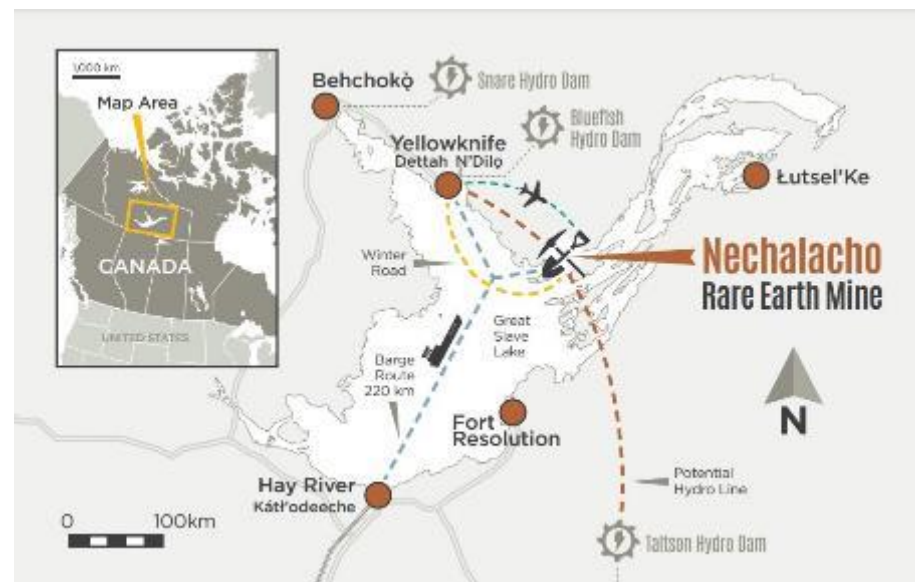 1,000 km
Map Area
CANADA
UNITED STATES
Behchokǫ̀
Snare Hydro Dam
Yellowknife
Dettah N'Dilo
Bluefish
Hydro Dam
Łutsel'Ke
Winter
Road
Nechalacho
Rare Earth Mine
Great
Slave
Lake
Barge
Route
220 km
Fort
Resolution
N
Hay River
Kátł'odeeche
Potential
Hydro Line
0 100km
Taltson Hydro Dam